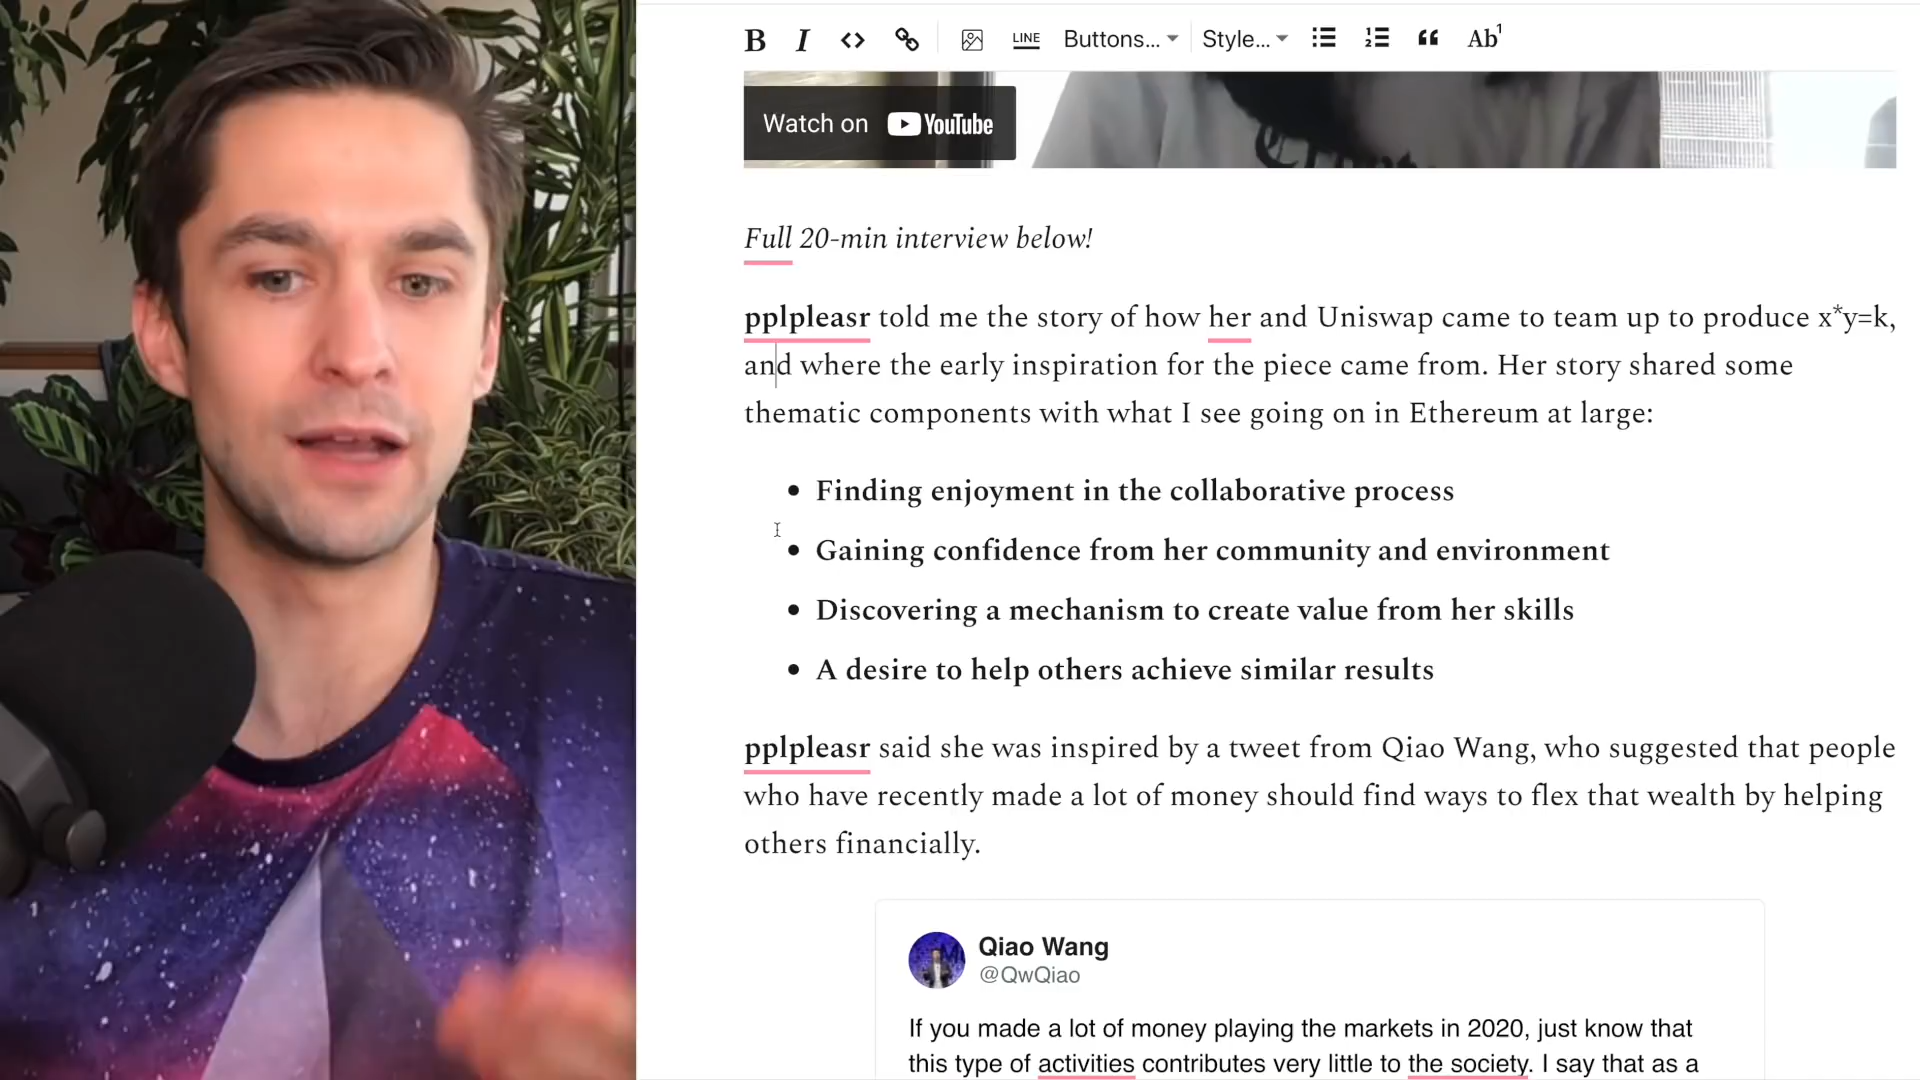 B I <> LINE Buttons... Style... Ab1
Watch on YouTube
Full 20-min interview below!
pplpleasr told me the story of how her and Uniswap came to team up to produce x*y=k,
and where the early inspiration for the piece came from. Her story shared some
thematic components with what I see going on in Ethereum at large:
• Finding enjoyment in the collaborative process
• Gaining confidence from her community and environment
• Discovering a mechanism to create value from her skills
• A desire to help others achieve similar results
pplpleasr said she was inspired by a tweet from Qiao Wang, who suggested that people
who have recently made a lot of money should find ways to flex that wealth by helping
others financially.
Qiao Wang
@QwQiao
If you made a lot of money playing the markets in 2020, just know that
this type of activities contributes very little to the society. I say that as a